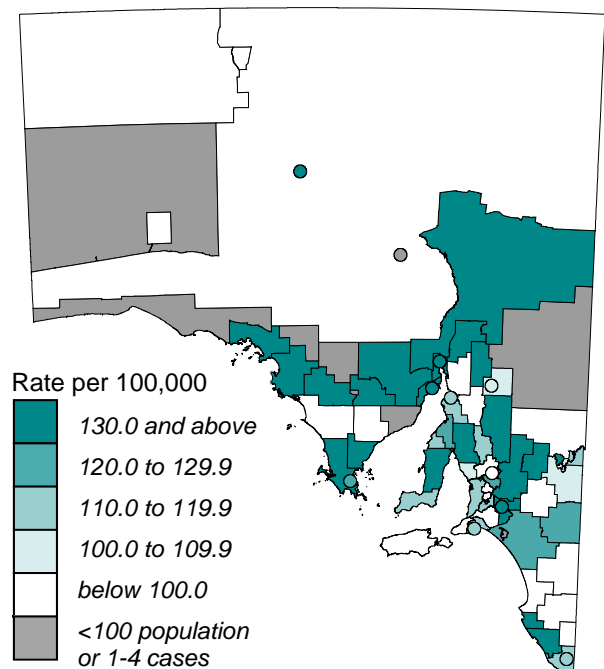 Rate per 100,000
130.0 and above
120.0 to 129.9
110.0 to 119.9
100.0 to 109.9
below 100.0
<100 population
or 1-4 cases